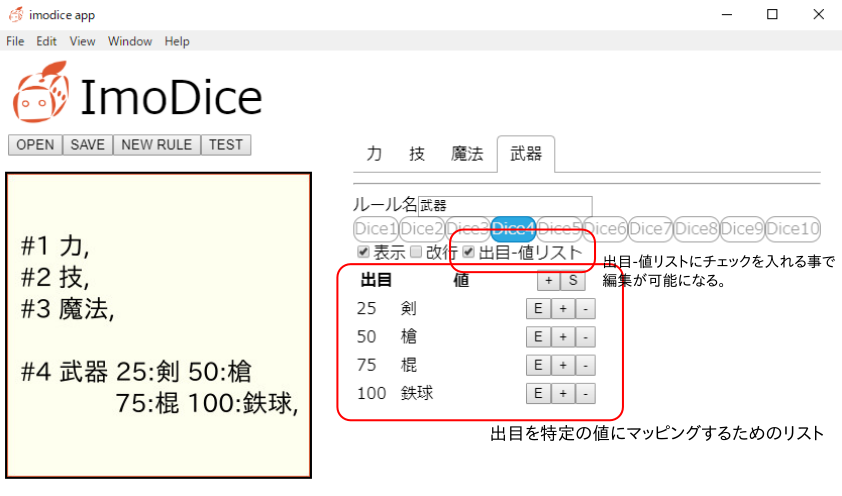 imodice app
File Edit View Window Help
ImoDice
OPEN SAVE NEW RULE TEST
#1 力,
#2 技,
#3 魔法,
#4 武器 25:剣 50:槍
75:棍 100:鉄球,
力 技 魔法 武器
ルール名 武器
Dice1 Dice2 Dice3 Dice4 Dice5 Dice6 Dice7 Dice8 Dice9 Dice10
表示 改行 出目-値リスト
出目-値リストにチェックを入れる事で
編集が可能になる。
出目 値 + S
25 剣 E + -
50 槍 E + -
75 棍 E + -
100 鉄球 E + -
出目を特定の値にマッピングするためのリスト